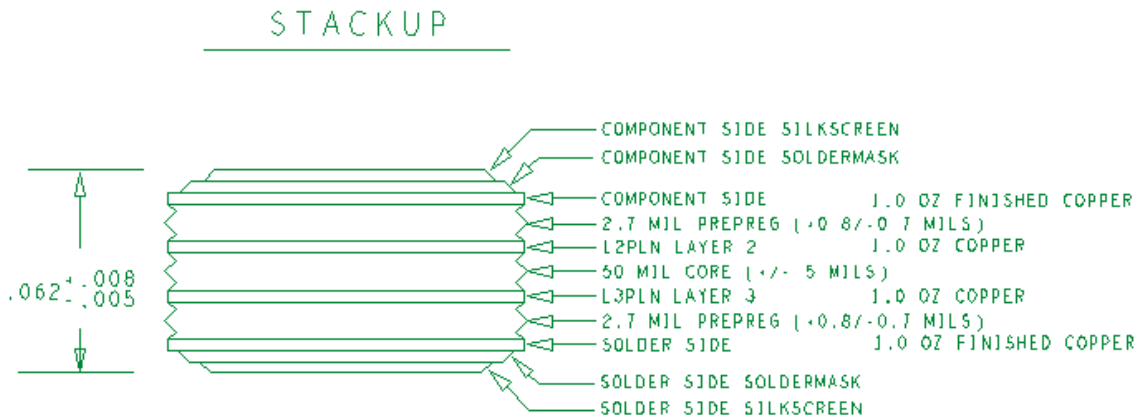 STACKUP
COMPONENT SIDE SILKSCREEN
COMPONENT SIDE SOLDERMASK
COMPONENT SIDE 1.0 OZ FINISHED COPPER
2.7 MIL PREPREG (+0.8/-0.7 MILS)
L2PLN LAYER 2 1.0 OZ COPPER
50 MIL CORE (+/- 5 MILS)
.062 + .008
- .005
L3PLN LAYER 3 1.0 OZ COPPER
2.7 MIL PREPREG (+0.8/-0.7 MILS)
SOLDER SIDE 1.0 OZ FINISHED COPPER
SOLDER SIDE SOLDERMASK
SOLDER SIDE SILKSCREEN